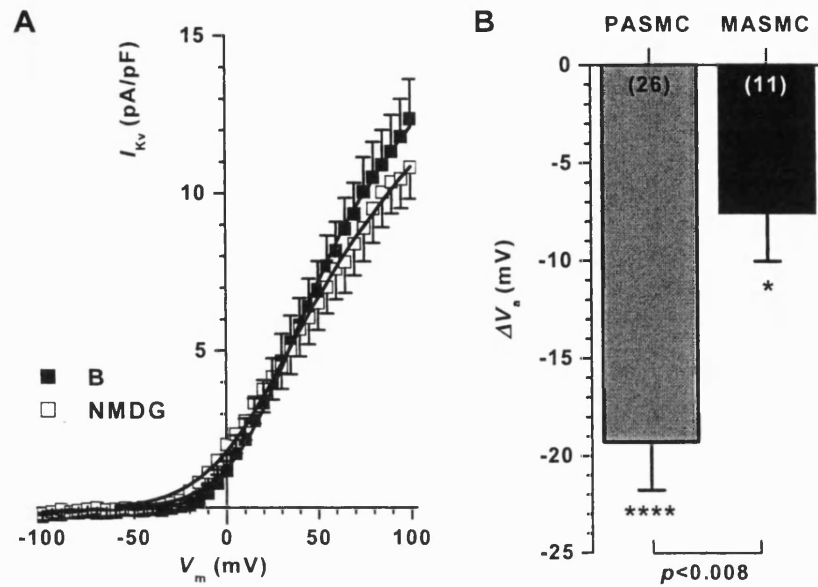 A
I_Kv (pA/pF)
15
10
5
-100
-50
0
50
100
V_m (mV)
B
NMDG
B
PASMC
MASMC
(26)
(11)
0
-5
-10
-15
-20
-25
ΔV_a (mV)
****
*
p<0.008